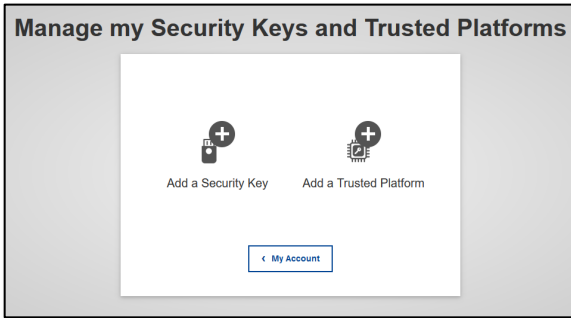 Manage my Security Keys and Trusted Platforms
Add a Security Key
Add a Trusted Platform
‹ My Account